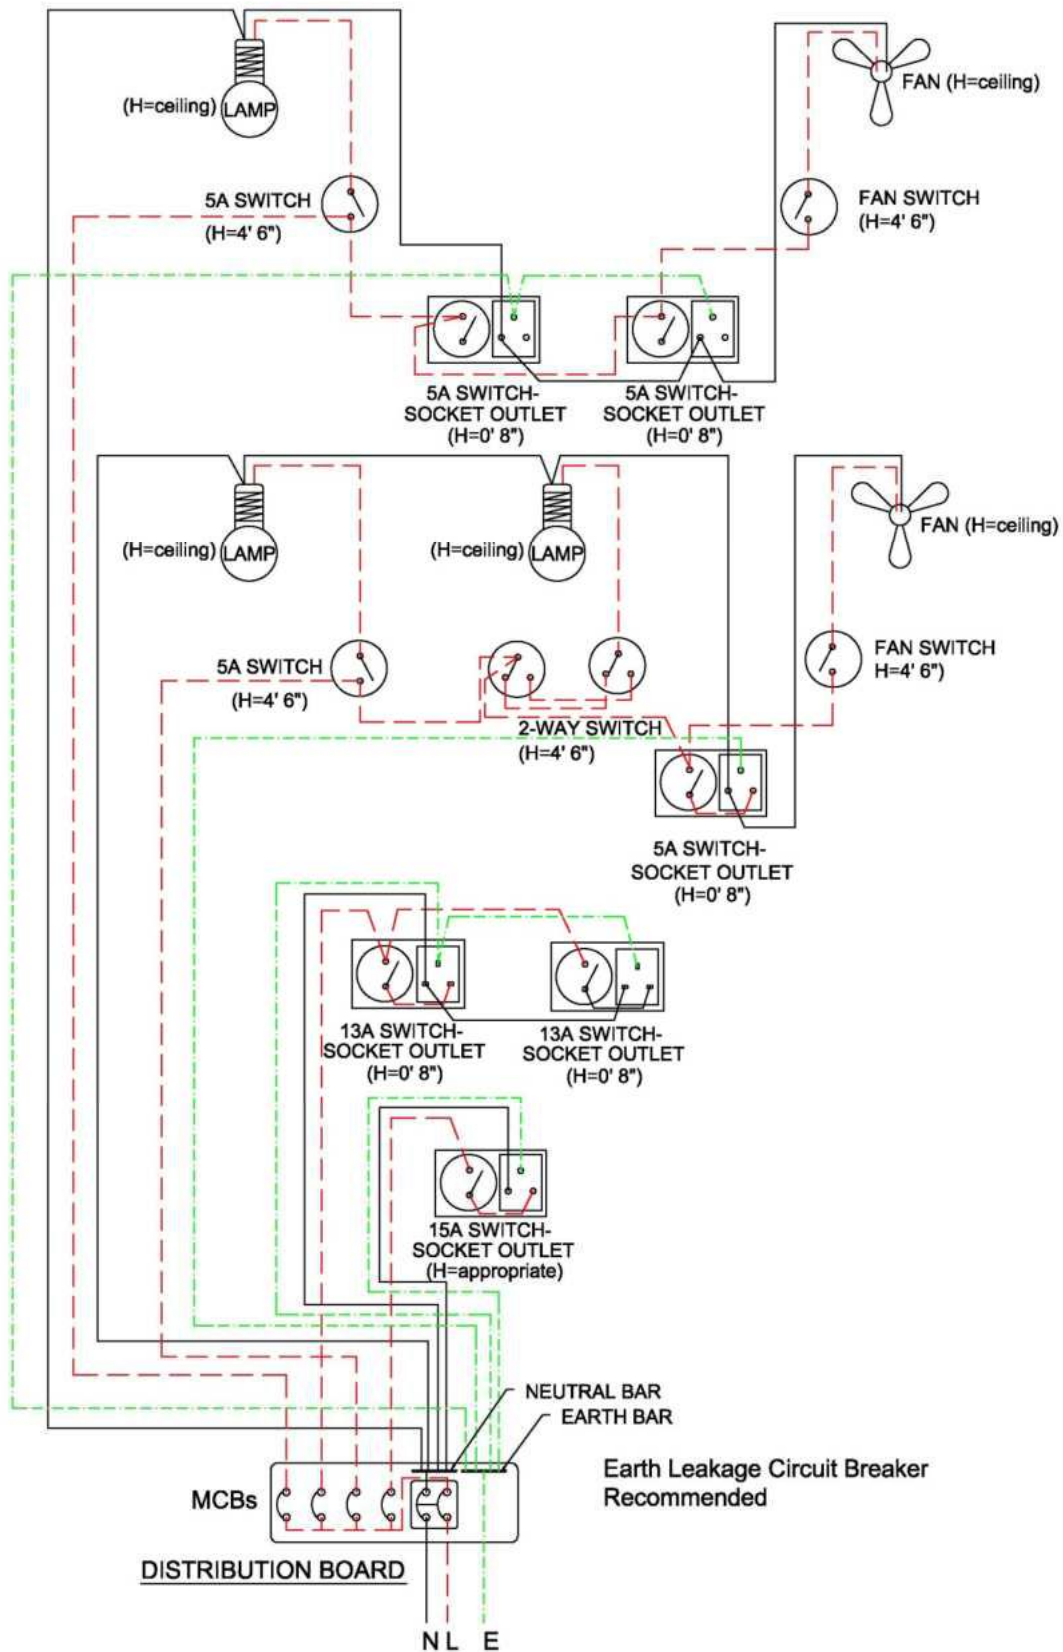 (H=ceiling)
LAMP
FAN (H=ceiling)
5A SWITCH
(H=4' 6")
FAN SWITCH
(H=4' 6")
5A SWITCH-
SOCKET OUTLET
(H=0' 8")
5A SWITCH-
SOCKET OUTLET
(H=0' 8")
(H=ceiling)
LAMP
(H=ceiling)
LAMP
FAN (H=ceiling)
5A SWITCH
(H=4' 6")
FAN SWITCH
H=4' 6")
2-WAY SWITCH
(H=4' 6")
5A SWITCH-
SOCKET OUTLET
(H=0' 8")
13A SWITCH-
SOCKET OUTLET
(H=0' 8")
13A SWITCH-
SOCKET OUTLET
(H=0' 8")
15A SWITCH-
SOCKET OUTLET
(H=appropriate)
NEUTRAL BAR
EARTH BAR
Earth Leakage Circuit Breaker
Recommended
MCBs
DISTRIBUTION BOARD
N L E